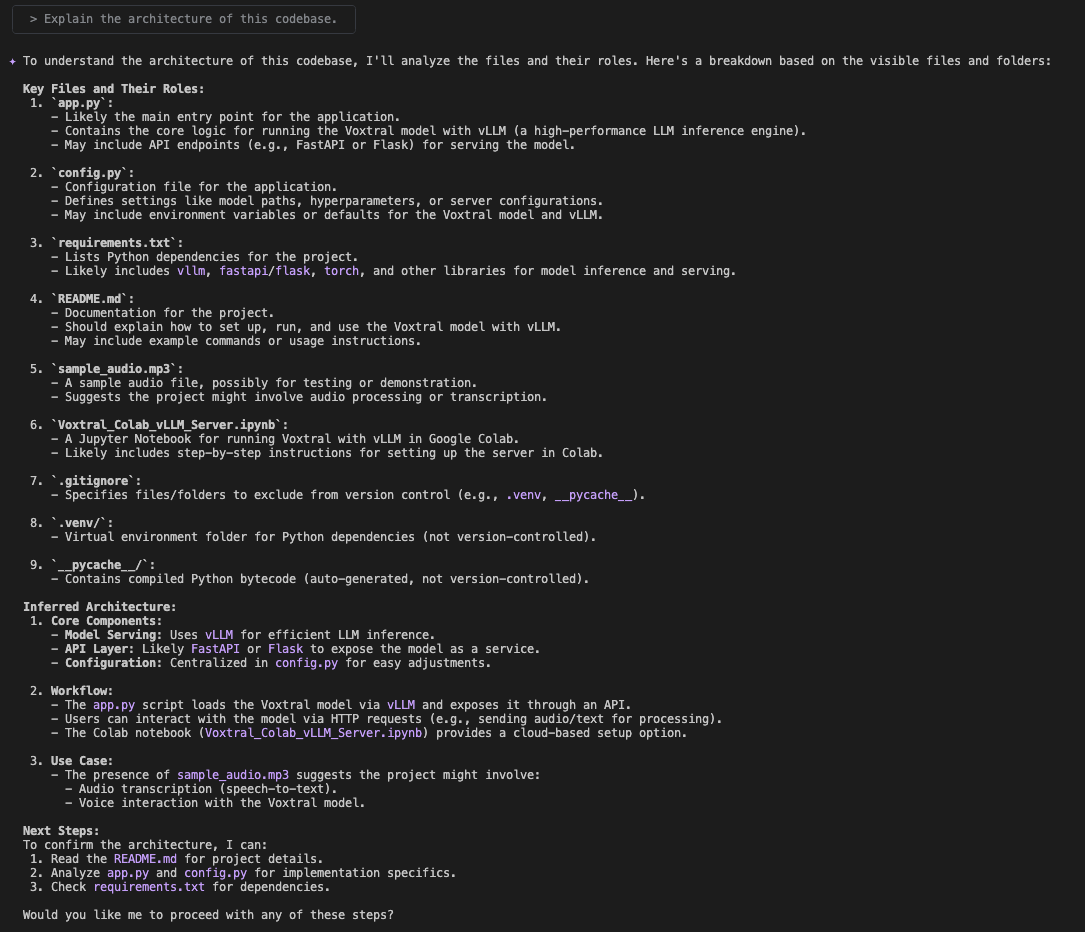 > Explain the architecture of this codebase.
✦ To understand the architecture of this codebase, I'll analyze the files and their roles. Here's a breakdown based on the visible files and folders:
Key Files and Their Roles:
1. `app.py`:
– Likely the main entry point for the application.
– Contains the core logic for running the Voxtral model with vLLM (a high-performance LLM inference engine).
– May include API endpoints (e.g., FastAPI or Flask) for serving the model.
2. `config.py`:
– Configuration file for the application.
– Defines settings like model paths, hyperparameters, or server configurations.
– May include environment variables or defaults for the Voxtral model and vLLM.
3. `requirements.txt`:
– Lists Python dependencies for the project.
– Likely includes vllm, fastapi/flask, torch, and other libraries for model inference and serving.
4. `README.md`:
– Documentation for the project.
– Should explain how to set up, run, and use the Voxtral model with vLLM.
– May include example commands or usage instructions.
5. `sample_audio.mp3`:
– A sample audio file, possibly for testing or demonstration.
– Suggests the project might involve audio processing or transcription.
6. `Voxtral_Colab_vLLM_Server.ipynb`:
– A Jupyter Notebook for running Voxtral with vLLM in Google Colab.
– Likely includes step-by-step instructions for setting up the server in Colab.
7. `.gitignore`:
– Specifies files/folders to exclude from version control (e.g., .venv, __pycache__).
8. `.venv/`:
– Virtual environment folder for Python dependencies (not version-controlled).
9. `__pycache__/`:
– Contains compiled Python bytecode (auto-generated, not version-controlled).
Inferred Architecture:
1. Core Components:
– Model Serving: Uses vLLM for efficient LLM inference.
– API Layer: Likely FastAPI or Flask to expose the model as a service.
– Configuration: Centralized in config.py for easy adjustments.
2. Workflow:
– The app.py script loads the Voxtral model via vLLM and exposes it through an API.
– Users can interact with the model via HTTP requests (e.g., sending audio/text for processing).
– The Colab notebook (Voxtral_Colab_vLLM_Server.ipynb) provides a cloud-based setup option.
3. Use Case:
– The presence of sample_audio.mp3 suggests the project might involve:
– Audio transcription (speech-to-text).
– Voice interaction with the Voxtral model.
Next Steps:
To confirm the architecture, I can:
1. Read the README.md for project details.
2. Analyze app.py and config.py for implementation specifics.
3. Check requirements.txt for dependencies.
Would you like me to proceed with any of these steps?